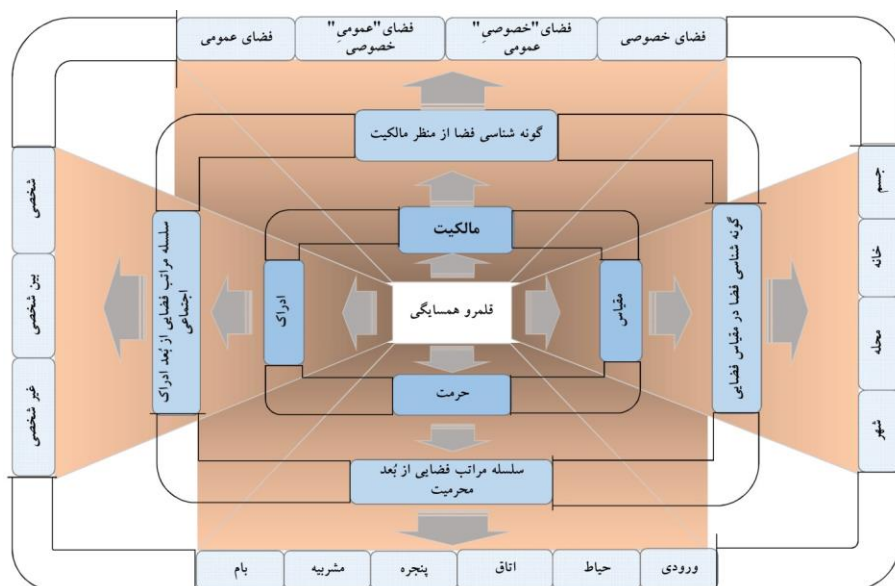 فضای خصوصی
فضای"خصوصیِ"
عمومی
فضای"عمومیِ"
خصوصی
فضای عمومی
گونه شناسی فضا از منظر مالکیت
مالکیت
جسم
خانه
محله
شهر
گونه شناسی فضا در مقیاس فضایی
مقیاس
قلمرو همسایگی
ادراک
سلسله مراتب فضایی از بُعد ادراک
اجتماعی
شخصی
بین شخصی
غیر شخصی
حرمت
سلسله مراتب فضایی از بُعد
محرمیت
ورودی
حیاط
اتاق
پنجره
مشربیه
بام